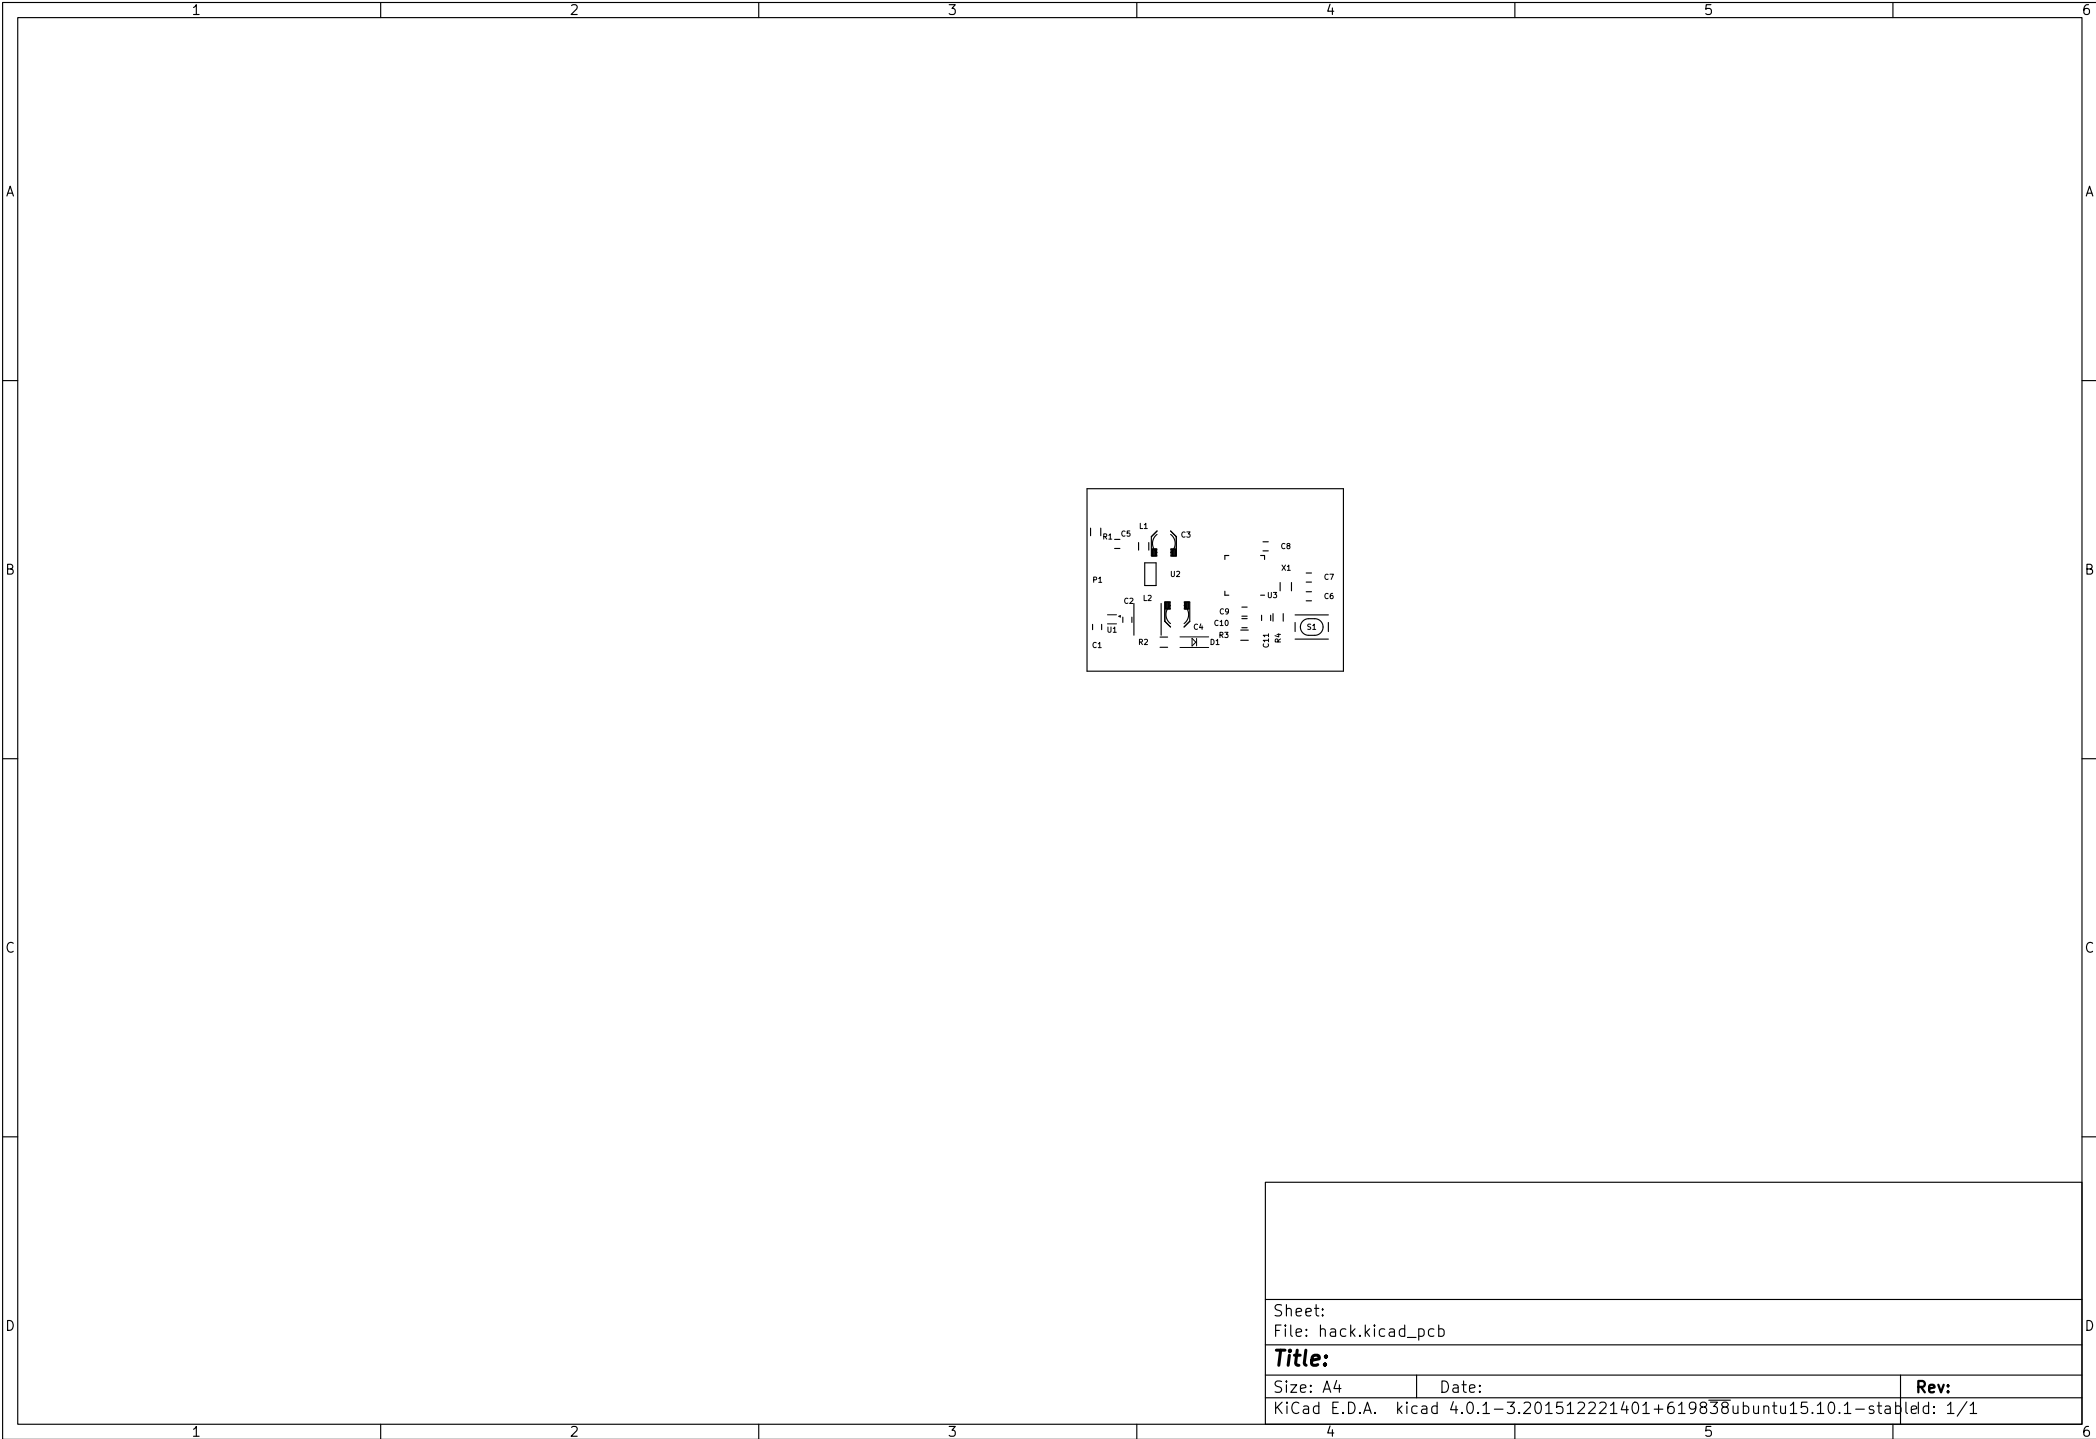 1 2 3 4 5 6
A A
L1
R1 C5 C3
C8
B B
X1
P1 U2 C7
C2 L2 U3 C6
C9
U1 C4 C10 S1
R3
C1 R2 D1 C11 R4
C C
Sheet:
File: hack.kicad_pcb
D D
Title:
Size: A4 Date: Rev:
KiCad E.D.A. kicad 4.0.1-3.201512221401+619838ubuntu15.10.1-stable Id: 1/1
1 2 3 4 5 6